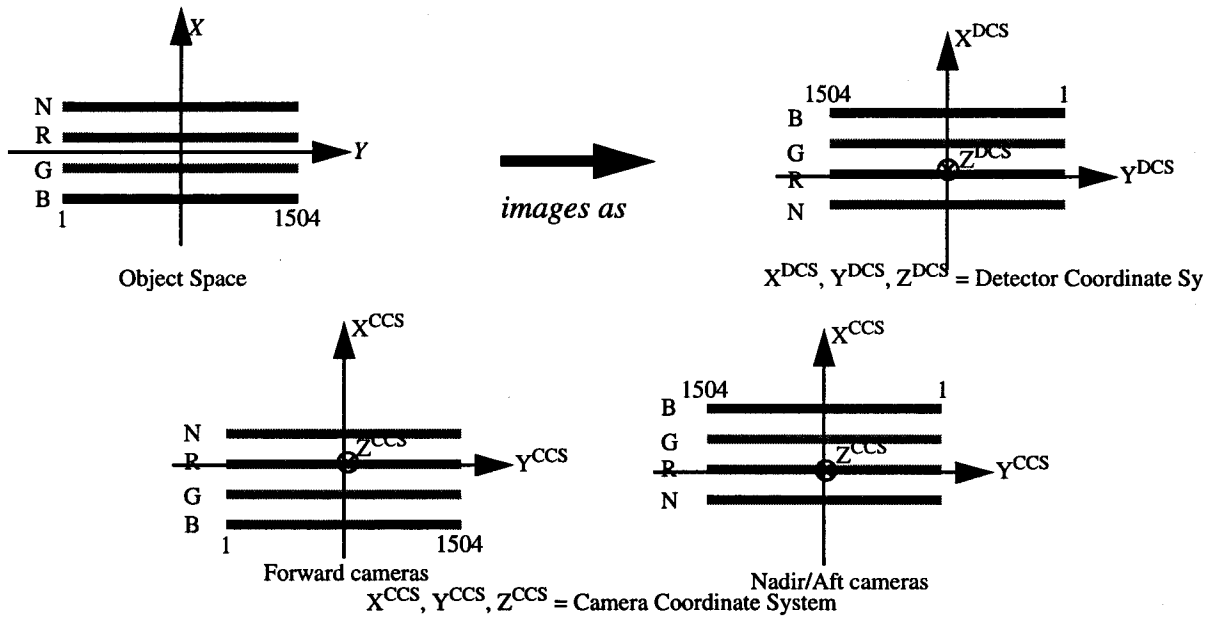 X
N
R
Y
G
B
1
1504
Object Space
images as
X^DCS
1504
1
B
G
Z^DCS
R
Y^DCS
N
X^DCS, Y^DCS, Z^DCS = Detector Coordinate Sy
X^CCS
N
Z^CCS
R
Y^CCS
G
B
1
1504
Forward cameras
X^CCS
1504
1
B
G
Z^CCS
R
Y^CCS
N
Nadir/Aft cameras
X^CCS, Y^CCS, Z^CCS = Camera Coordinate System